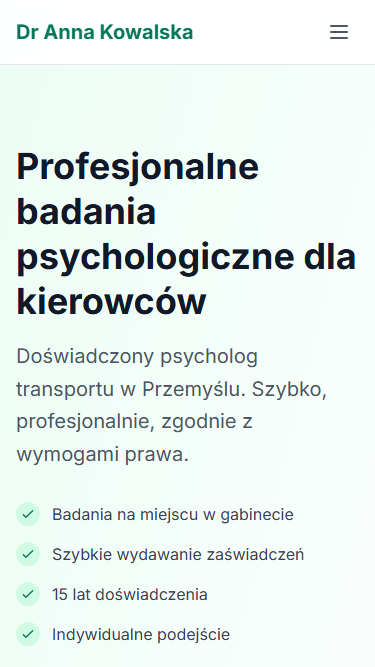 Dr Anna Kowalska
Profesjonalne
badania
psychologiczne dla
kierowców
Doświadczony psycholog
transportu w Przemyślu. Szybko,
profesjonalnie, zgodnie z
wymogami prawa.
Badania na miejscu w gabinecie
Szybkie wydawanie zaświadczeń
15 lat doświadczenia
Indywidualne podejście